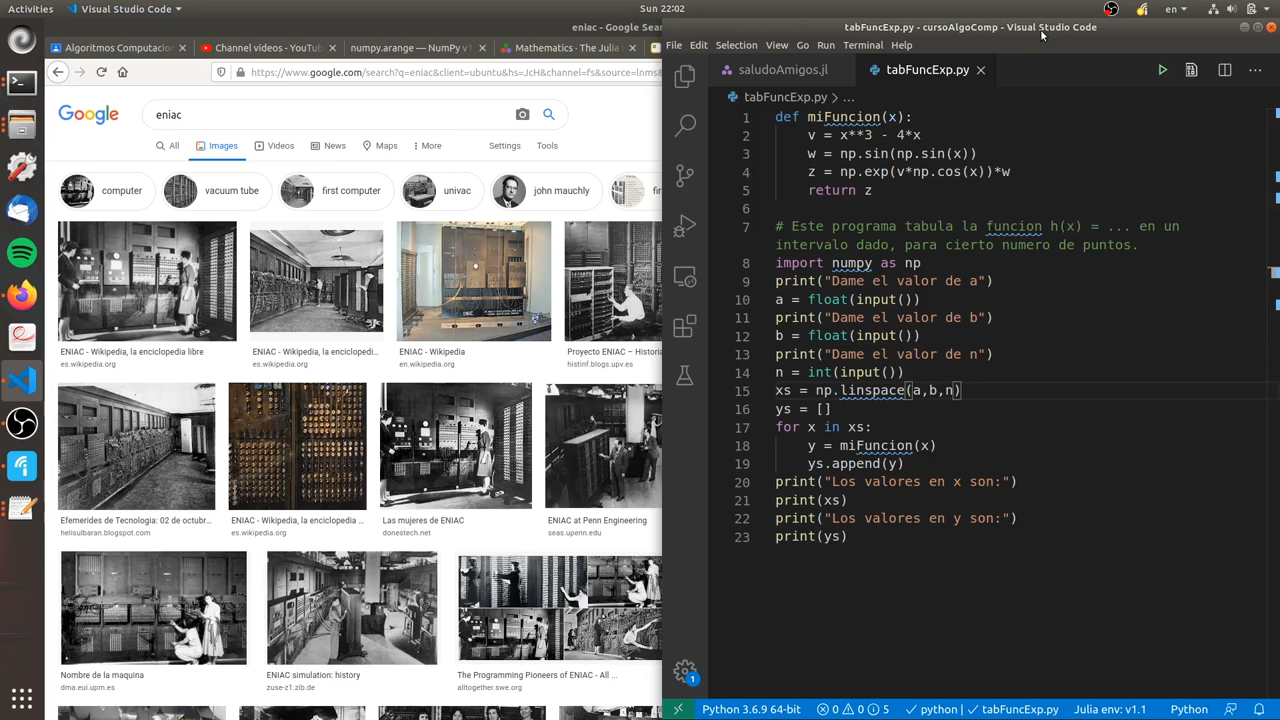 Activities
Visual Studio Code
Sun 22:02
en
eniac - Google Sea
Algoritmos Computacion
Channel videos - YouTub
numpy.arange — NumPy v1
Mathematics · The Julia L
https://www.google.com/search?q=eniac&client=ubuntu&hs=JcH&channel=fs&source=lnms&
Google
eniac
All
Images
Videos
News
Maps
More
Settings
Tools
computer
vacuum tube
first computer
univac
john mauchly
ENIAC - Wikipedia, la enciclopedia libre
es.wikipedia.org
ENIAC - Wikipedia, la enciclopedi...
es.wikipedia.org
ENIAC - Wikipedia
en.wikipedia.org
Proyecto ENIAC – Historia
histinf.blogs.upv.es
Efemerides de Tecnologia: 02 de octubr...
helisulbaran.blogspot.com
ENIAC - Wikipedia, la enciclopedia ...
es.wikipedia.org
Las mujeres de ENIAC
donestech.net
ENIAC at Penn Engineering
seas.upenn.edu
Nombre de la maquina
dma.eui.upm.es
ENIAC simulation: history
zuse-z1.zib.de
The Programming Pioneers of ENIAC - All ...
alltogether.swe.org
tabFuncExp.py - cursoAlgoComp - Visual Studio Code
File Edit Selection View Go Run Terminal Help
saludoAmigos.jl
tabFuncExp.py
tabFuncExp.py > ...
1 def miFuncion(x):
2 v = x**3 - 4*x
3 w = np.sin(np.sin(x))
4 z = np.exp(v*np.cos(x))*w
5 return z
6
7 # Este programa tabula la funcion h(x) = ... en un
intervalo dado, para cierto numero de puntos.
8 import numpy as np
9 print("Dame el valor de a")
10 a = float(input())
11 print("Dame el valor de b")
12 b = float(input())
13 print("Dame el valor de n")
14 n = int(input())
15 xs = np.linspace(a,b,n)
16 ys = []
17 for x in xs:
18 y = miFuncion(x)
19 ys.append(y)
20 print("Los valores en x son:")
21 print(xs)
22 print("Los valores en y son:")
23 print(ys)
1
Python 3.6.9 64-bit
0 0 5
python
tabFuncExp.py
Julia env: v1.1
Python